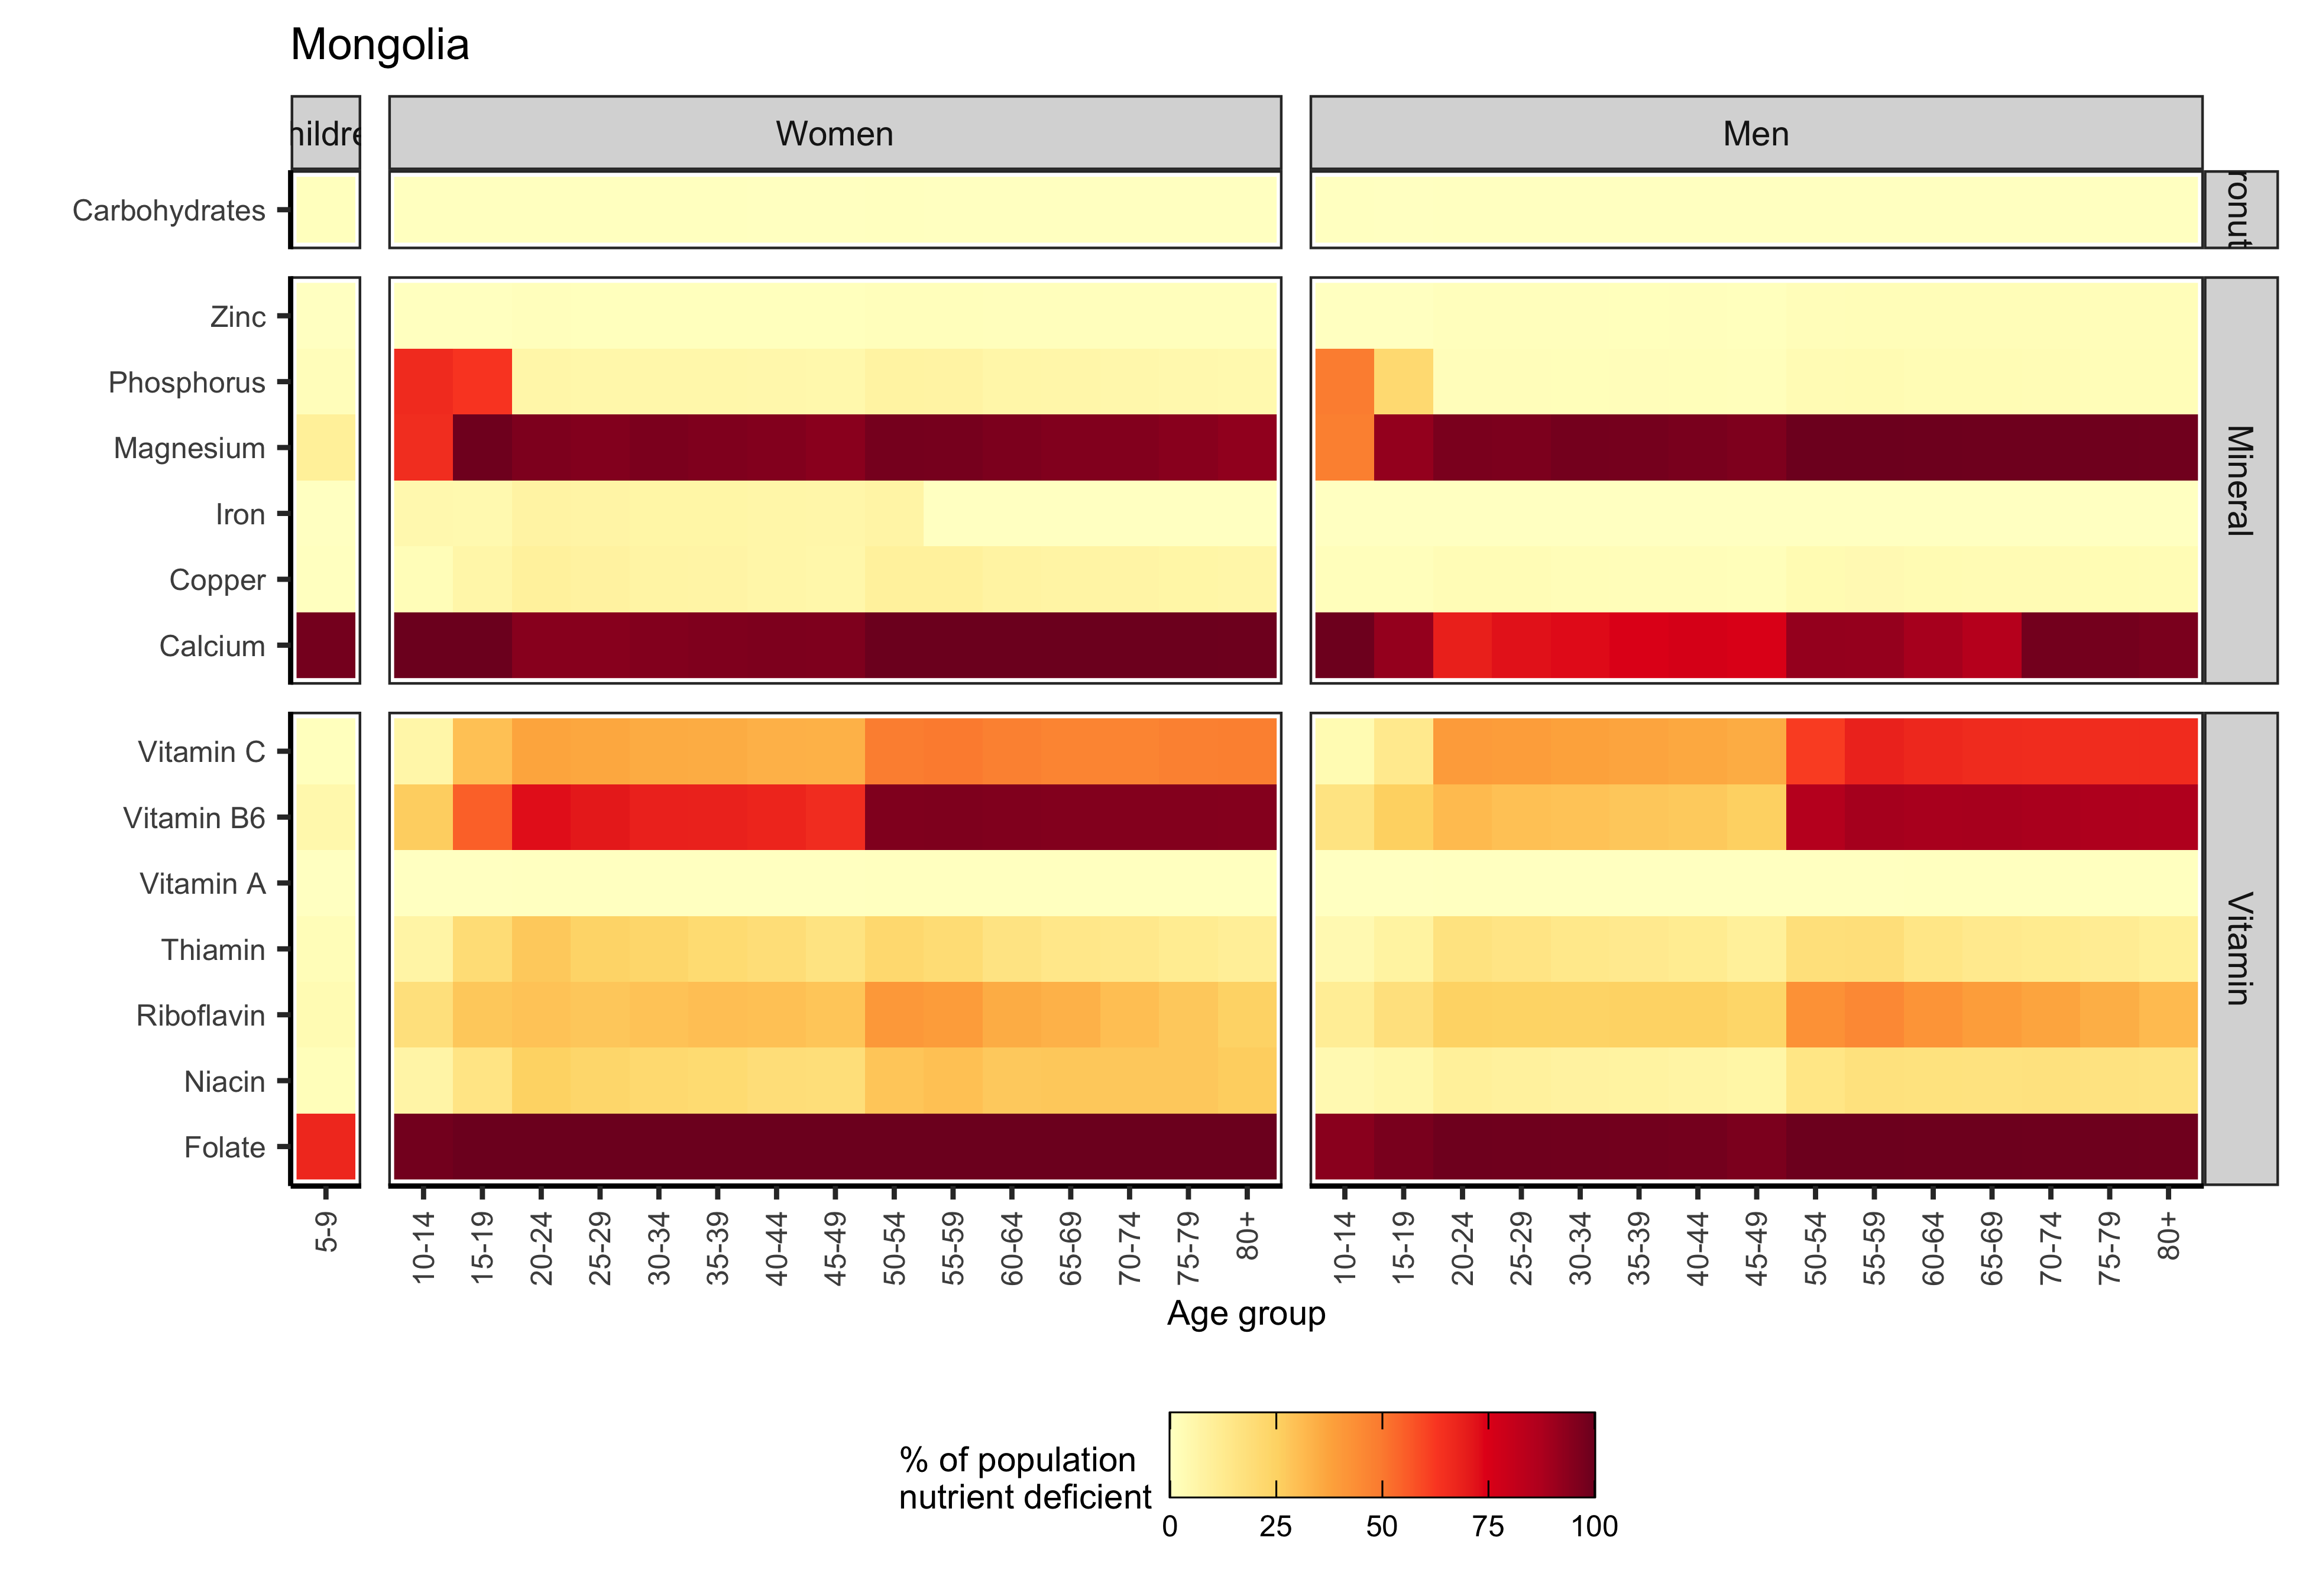 Mongolia
hildre
Women
Men
Carbohydrates
ronut
Zinc
Phosphorus
Magnesium
Iron
Copper
Calcium
Mineral
Vitamin C
Vitamin B6
Vitamin A
Thiamin
Riboflavin
Niacin
Folate
Vitamin
5-9
10-14
15-19
20-24
25-29
30-34
35-39
40-44
45-49
50-54
55-59
60-64
65-69
70-74
75-79
80+
10-14
15-19
20-24
25-29
30-34
35-39
40-44
45-49
50-54
55-59
60-64
65-69
70-74
75-79
80+
Age group
% of population
nutrient deficient
0 25 50 75 100